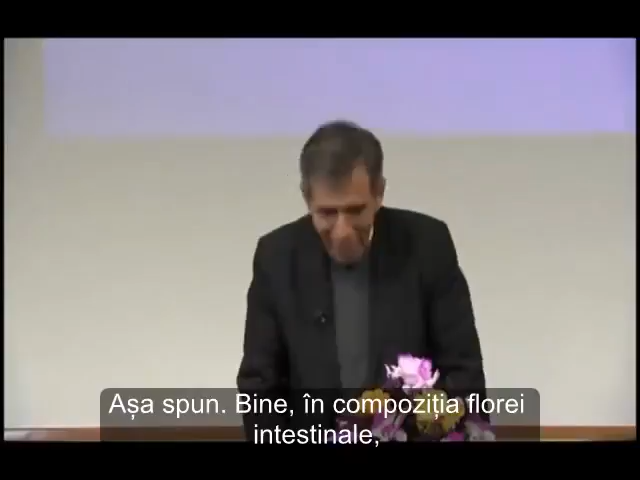 Așa spun. Bine, în compoziția florei
intestinale,